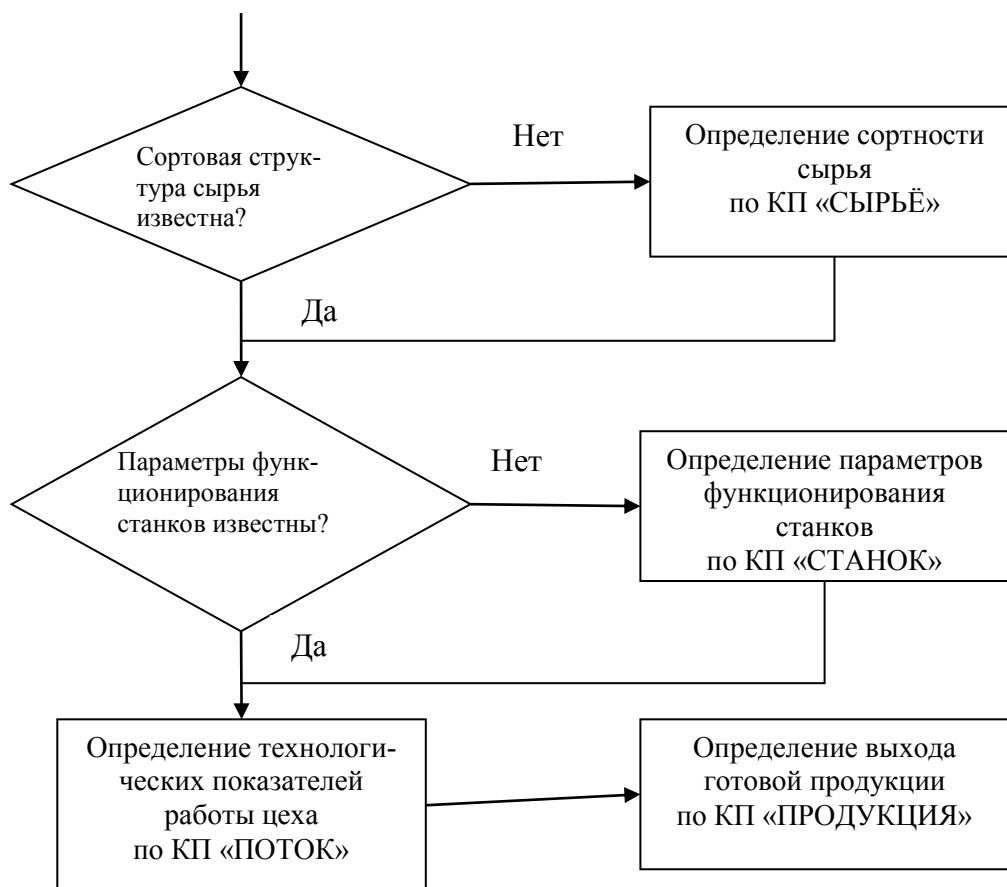 Сортовая струк-
тура сырья
известна?
Нет
Определение сортности
сырья
по КП «СЫРЬЁ»
Да
Параметры функ-
ционирования
станков известны?
Нет
Определение параметров
функционирования
станков
по КП «СТАНОК»
Да
Определение технологи-
ческих показателей
работы цеха
по КП «ПОТОК»
Определение выхода
готовой продукции
по КП «ПРОДУКЦИЯ»